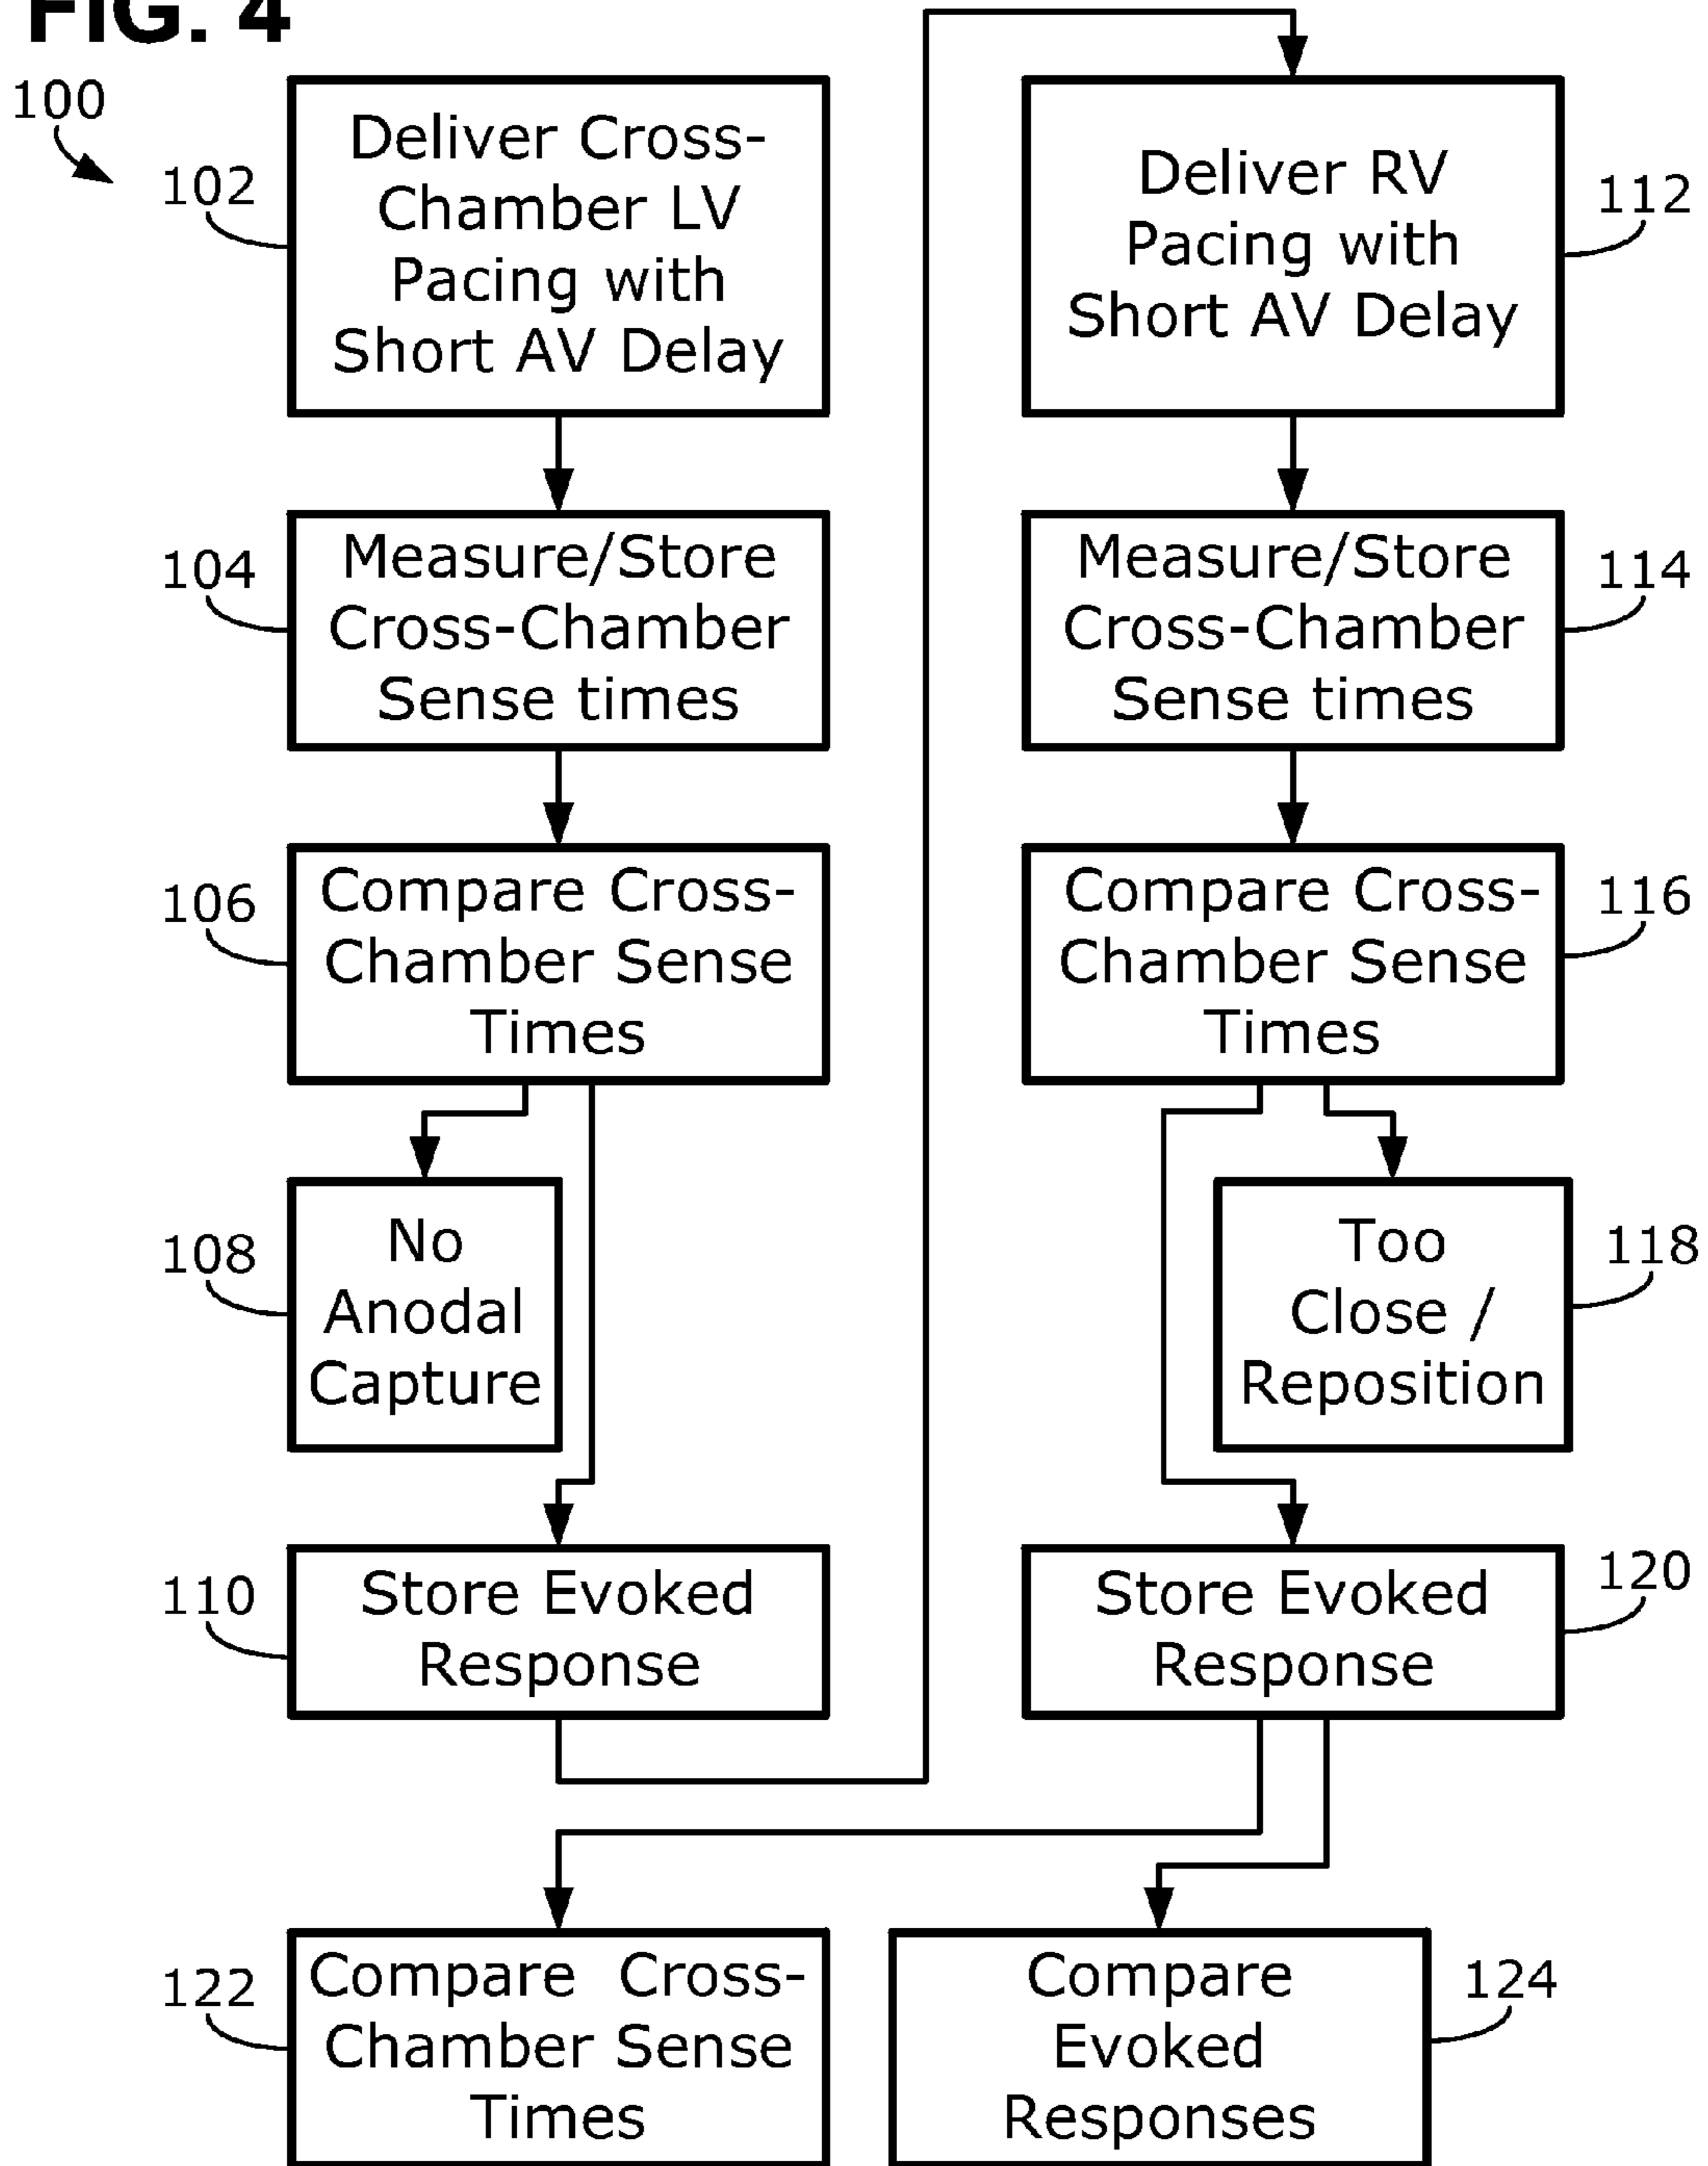 FIG. 4
100
102
Deliver Cross-
Chamber LV
Pacing with
Short AV Delay
104
Measure/Store
Cross-Chamber
Sense times
106
Compare Cross-
Chamber Sense
Times
108
No
Anodal
Capture
110
Store Evoked
Response
112
Deliver RV
Pacing with
Short AV Delay
114
Measure/Store
Cross-Chamber
Sense times
116
Compare Cross-
Chamber Sense
Times
118
Too
Close /
Reposition
120
Store Evoked
Response
122
Compare Cross-
Chamber Sense
Times
124
Compare
Evoked
Responses